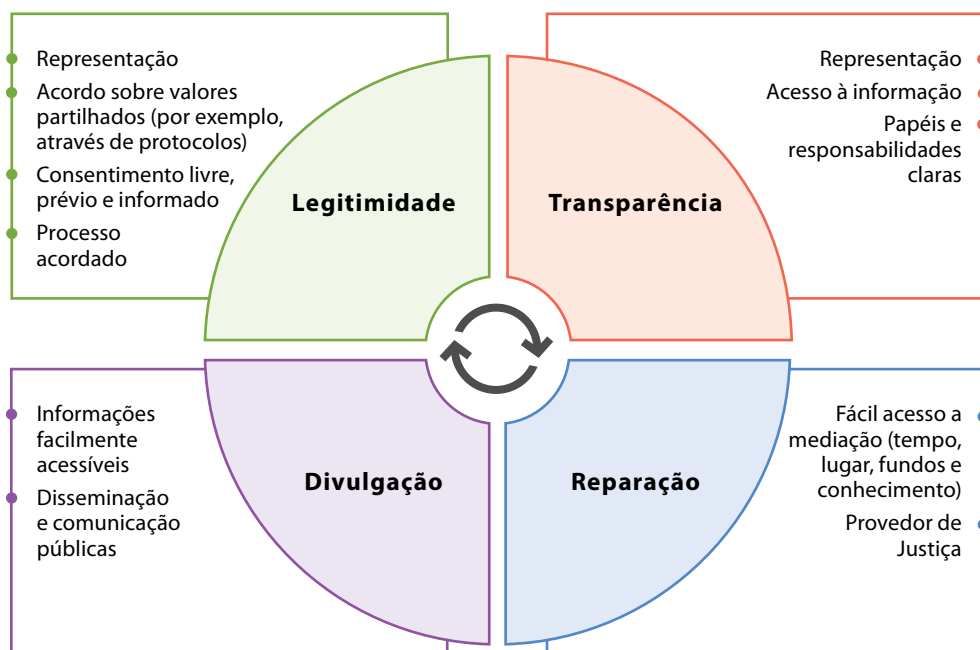 Representação
Acordo sobre valores
partilhados (por exemplo,
através de protocolos)
Consentimento livre,
prévio e informado
Processo
acordado
Legitimidade
Transparência
Representação
Acesso à informação
Papéis e
responsabilidades
claras
Informações
facilmente
acessíveis
Disseminação
e comunicação
públicas
Divulgação
Reparação
Fácil acesso a
mediação (tempo,
lugar, fundos e
conhecimento)
Provedor de
Justiça